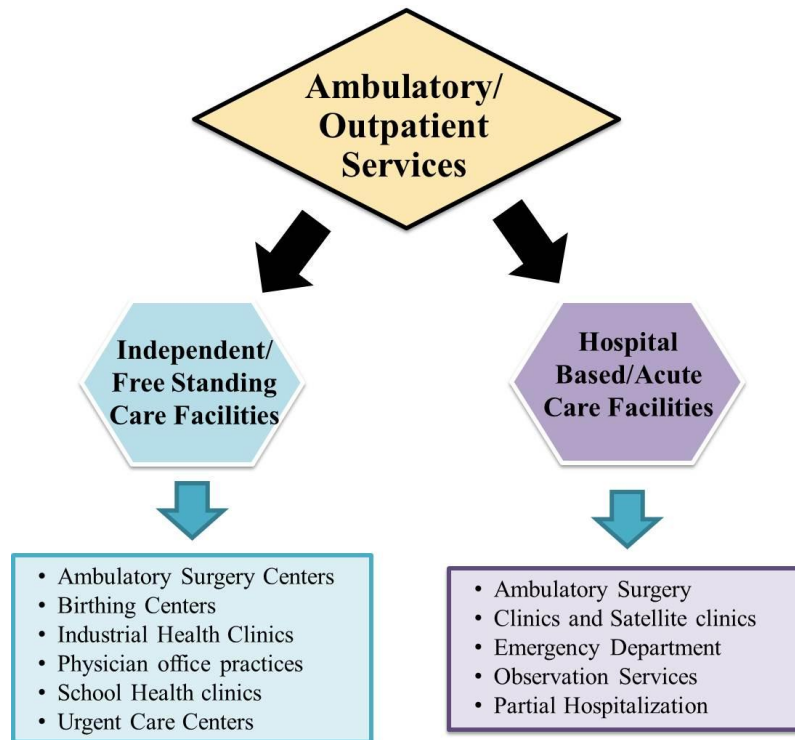 Ambulatory/
Outpatient
Services
Independent/
Free Standing
Care Facilities
Hospital
Based/Acute
Care Facilities
• Ambulatory Surgery Centers
• Birthing Centers
• Industrial Health Clinics
• Physician office practices
• School Health clinics
• Urgent Care Centers
• Ambulatory Surgery
• Clinics and Satellite clinics
• Emergency Department
• Observation Services
• Partial Hospitalization